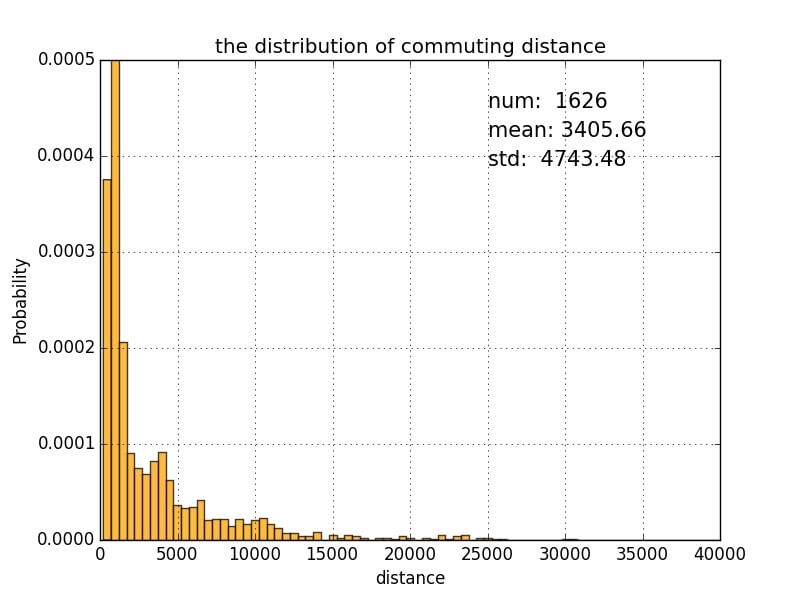 the distribution of commuting distance
0.0005
0.0004
0.0003
0.0002
0.0001
0.0000
Probability
num: 1626
mean: 3405.66
std: 4743.48
0 5000 10000 15000 20000 25000 30000 35000 40000
distance